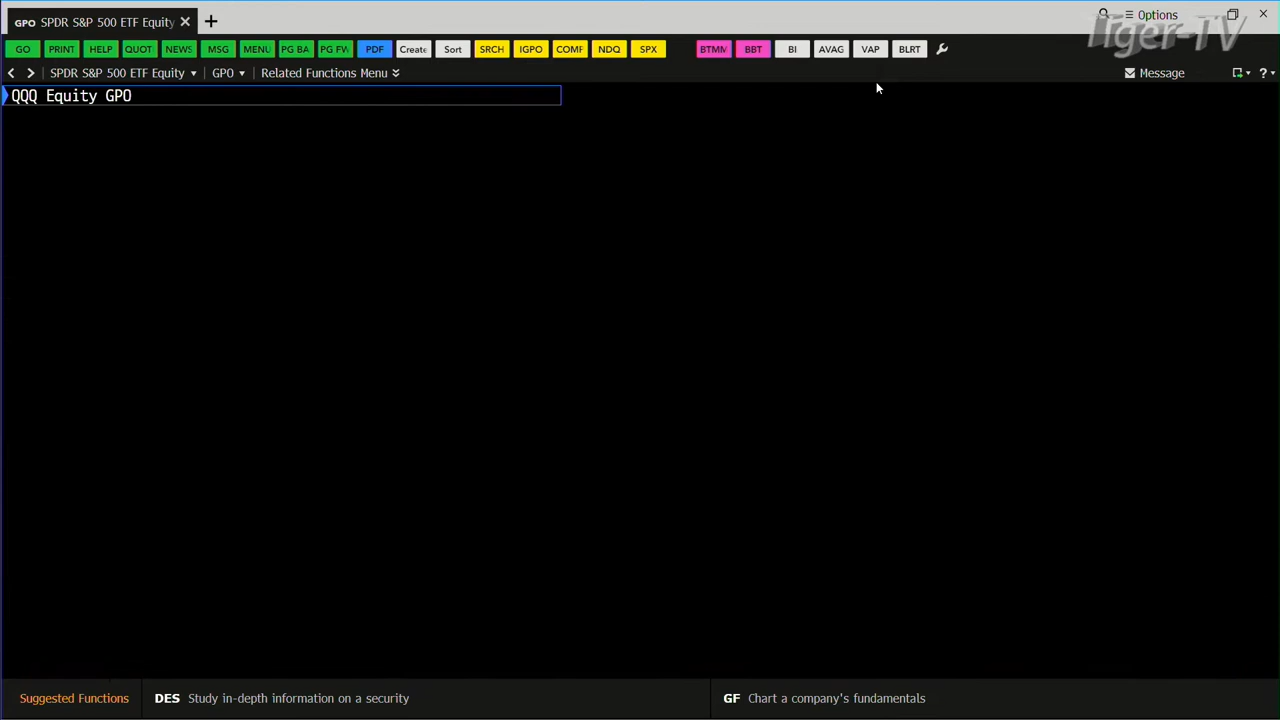 GPO SPDR S&P 500 ETF Equity
Options
Tiger-TV
GO PRINT HELP QUOT NEWS MSG MENU PG BA PG FW PDF Create Sort SRCH IGPO COMF NDQ SPX BTMM BBT BI AVAG VAP BLRT
SPDR S&P 500 ETF Equity GPO Related Functions Menu Message ?
QQQ Equity GPO
Suggested Functions DES Study in-depth information on a security GF Chart a company's fundamentals